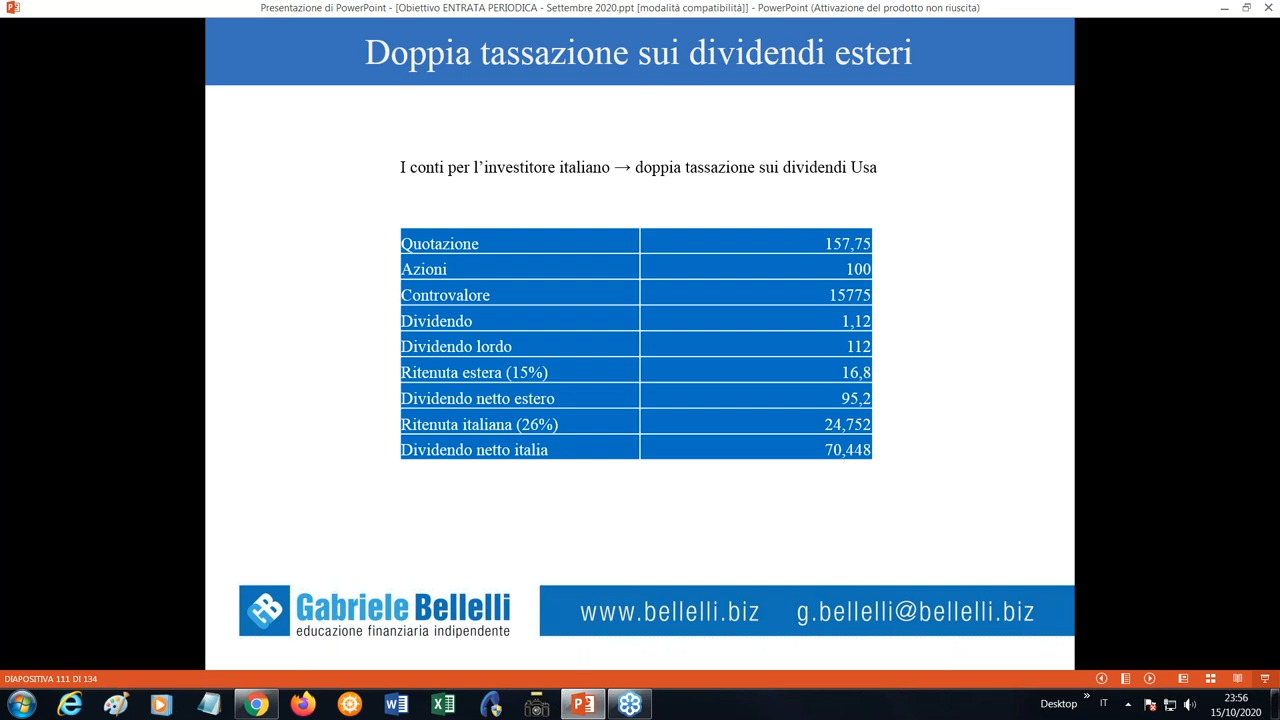 Presentazione di PowerPoint - [Obiettivo ENTRATA PERIODICA - Settembre 2020.ppt [modalità compatibilità]] - PowerPoint (Attivazione del prodotto non riuscita)
Doppia tassazione sui dividendi esteri
I conti per l’investitore italiano → doppia tassazione sui dividendi Usa
Quotazione 157,75
Azioni 100
Controvalore 15775
Dividendo 1,12
Dividendo lordo 112
Ritenuta estera (15%) 16,8
Dividendo netto estero 95,2
Ritenuta italiana (26%) 24,752
Dividendo netto italia 70,448
Gabriele Bellelli
educazione finanziaria indipendente
www.bellelli.biz g.bellelli@bellelli.biz
DIAPOSITIVA 111 DI 134
Desktop » IT 23:56
15/10/2020